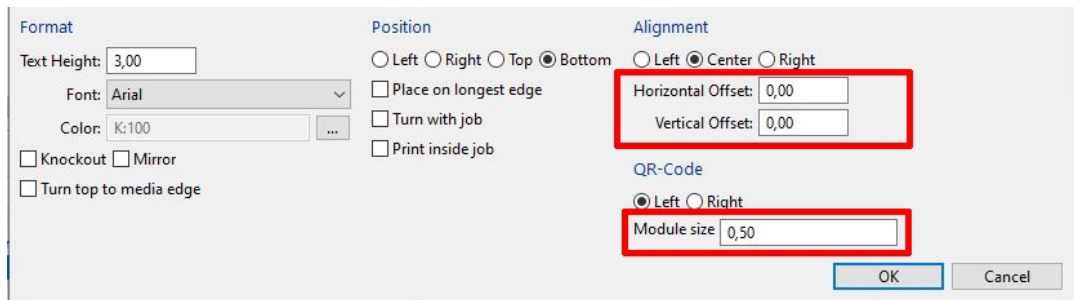 Format
Text Height: 3,00
Font: Arial
Color: K:100 ...
Knockout Mirror
Turn top to media edge
Position
Left Right Top Bottom
Place on longest edge
Turn with job
Print inside job
Alignment
Left Center Right
Horizontal Offset: 0,00
Vertical Offset: 0,00
QR-Code
Left Right
Module size 0,50
OK Cancel